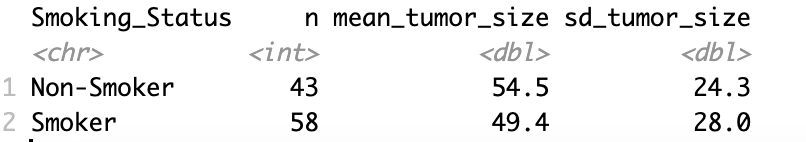 Smoking_Status n mean_tumor_size sd_tumor_size
<chr> <int> <dbl> <dbl>
1 Non-Smoker 43 54.5 24.3
2 Smoker 58 49.4 28.0